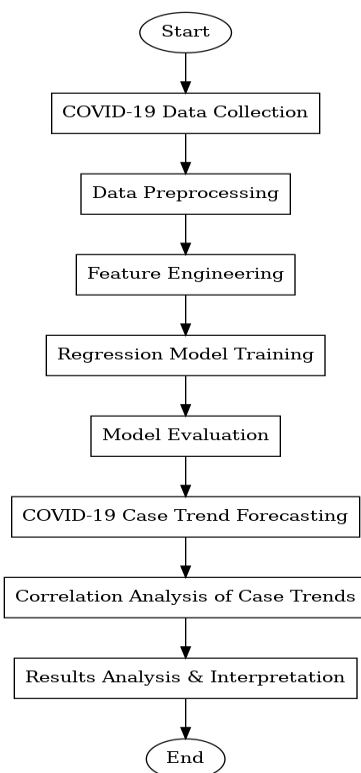 Start
COVID-19 Data Collection
Data Preprocessing
Feature Engineering
Regression Model Training
Model Evaluation
COVID-19 Case Trend Forecasting
Correlation Analysis of Case Trends
Results Analysis & Interpretation
End